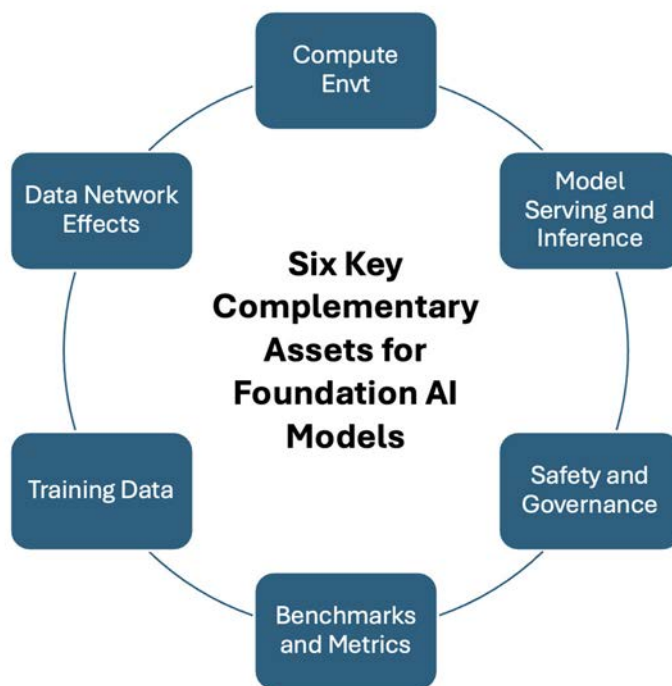 Compute
Envt
Model
Serving and
Inference
Safety and
Governance
Benchmarks
and Metrics
Training Data
Data Network
Effects
Six Key
Complementary
Assets for
Foundation AI
Models